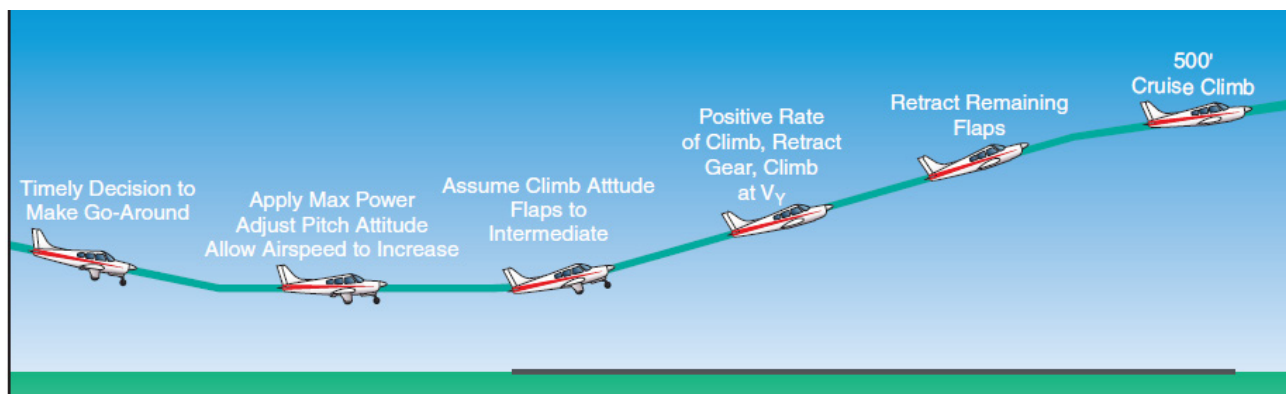 Timely Decision to
Make Go-Around
Apply Max Power
Adjust Pitch Attitude
Allow Airspeed to Increase
Assume Climb Atttude
Flaps to
Intermediate
Positive Rate
of Climb, Retract
Gear, Climb
at VY
Retract Remaining
Flaps
500'
Cruise Climb